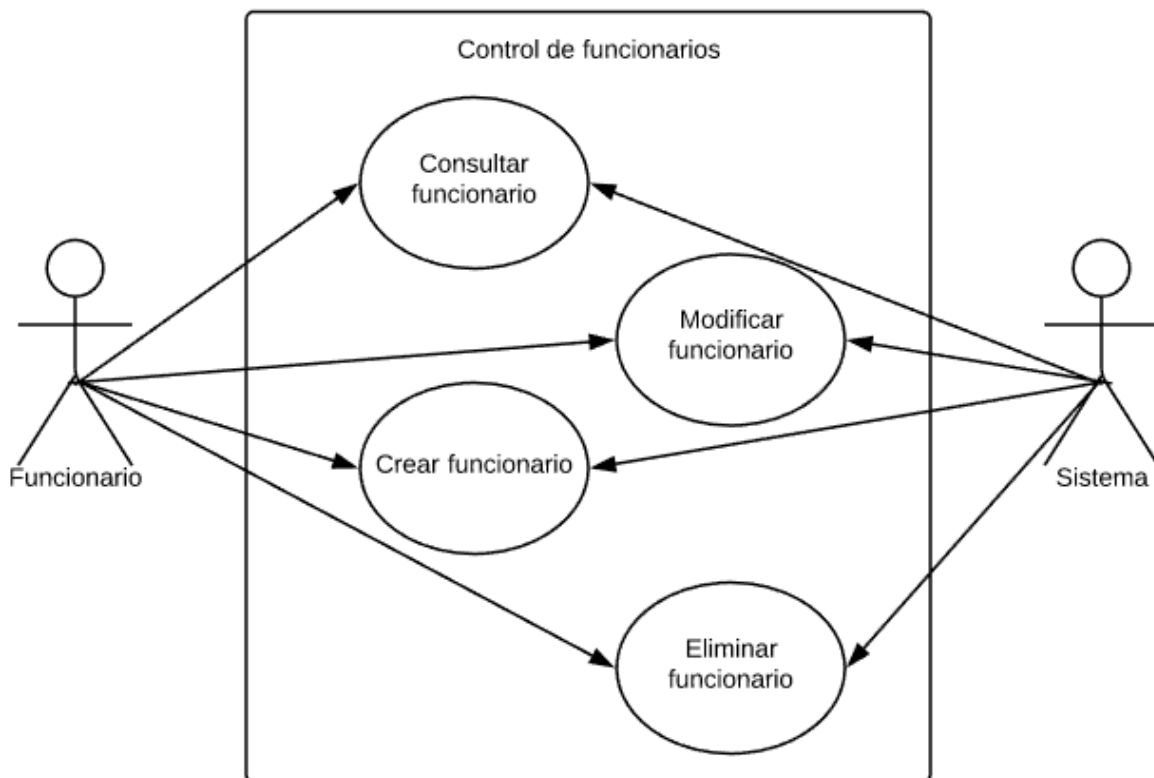 Control de funcionarios
Consultar
funcionario
Modificar
funcionario
Crear funcionario
Funcionario
Sistema
Eliminar
funcionario